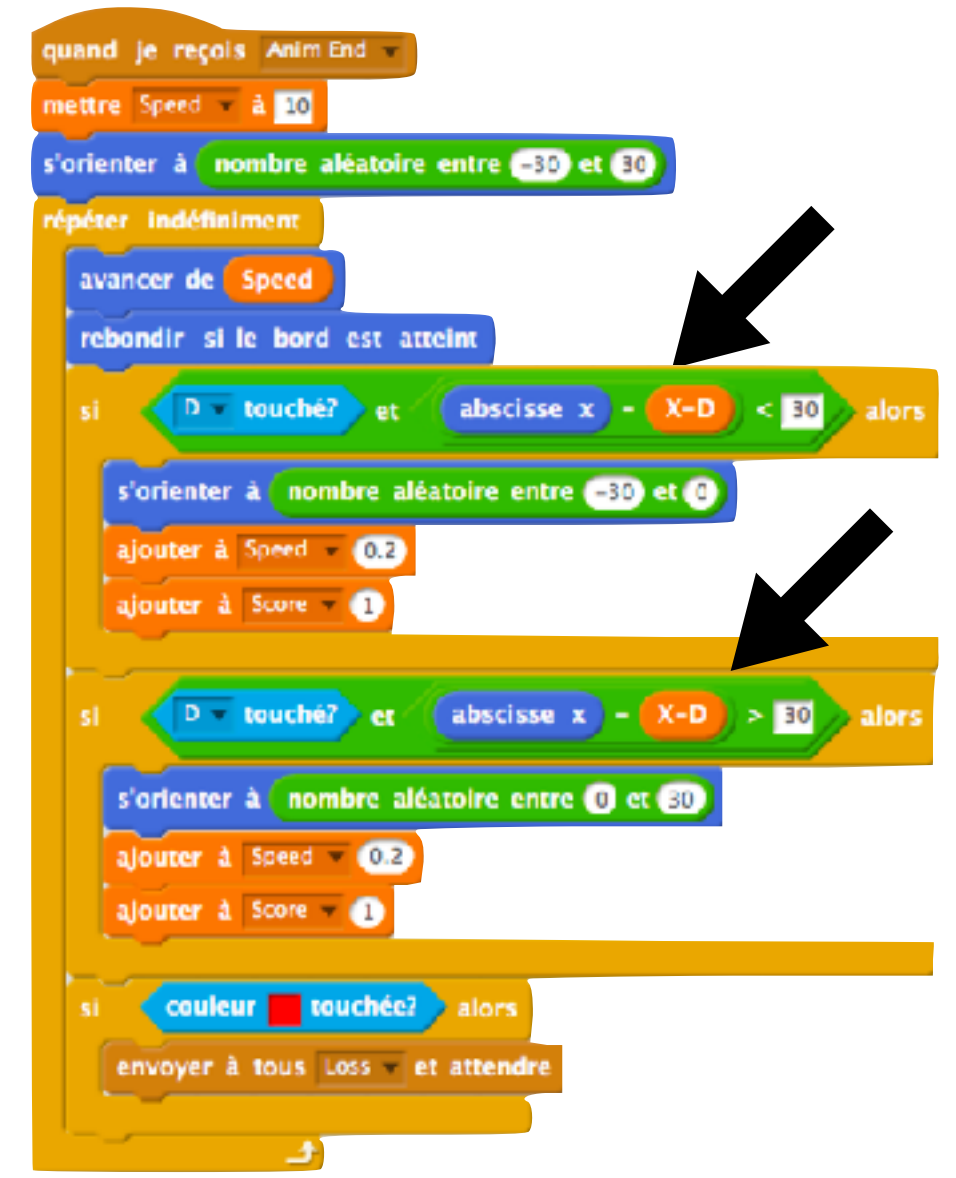 quand je reçois Anim End
mettre Speed à 10
s'orienter à nombre aléatoire entre -30 et 30
répéter indéfiniment
avancer de Speed
rebondir si le bord est atteint
si D touché? et abscisse x - X-D < 30 alors
s'orienter à nombre aléatoire entre -30 et 0
ajouter à Speed 0.2
ajouter à Score 1
si D touché? et abscisse x - X-D > 30 alors
s'orienter à nombre aléatoire entre 0 et 30
ajouter à Speed 0.2
ajouter à Score 1
si couleur touchée? alors
envoyer à tous Loss et attendre